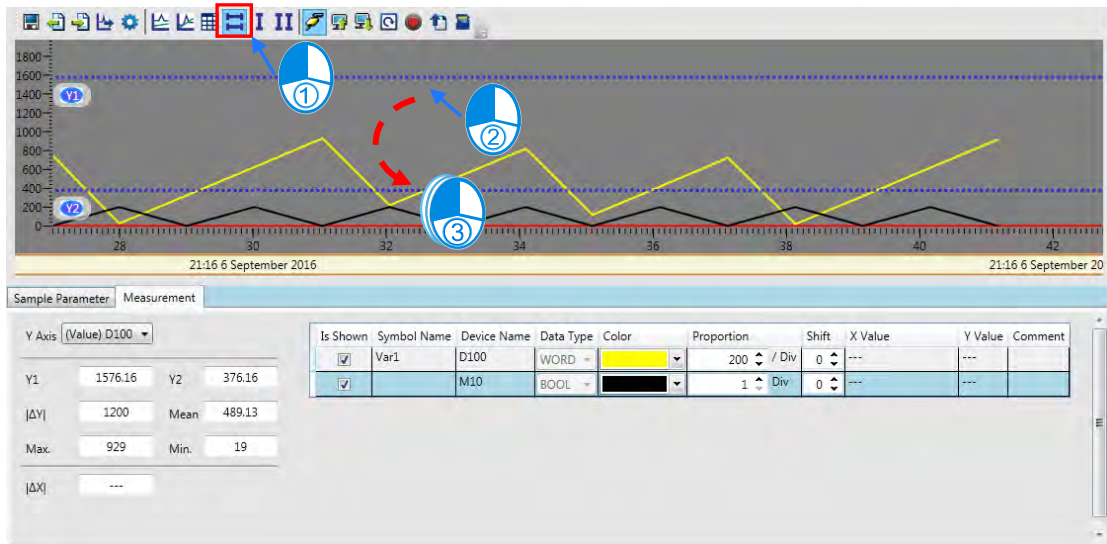 1800
1600
1400
Y1
①
1200
②
1000
800
600
400
200
Y2
③
0
28 30 32 34 36 38 40 42
21:16 6 September 2016 21:16 6 September 20
Sample Parameter Measurement
Y Axis (Value) D100
Y1 1576.16 Y2 376.16
|ΔY| 1200 Mean 489.13
Max. 929 Min. 19
|ΔX| ---
Is Shown Symbol Name Device Name Data Type Color Proportion Shift X Value Y Value Comment
Var1 D100 WORD 200 / Div 0 --- ---
M10 BOOL 1 Div 0 --- ---